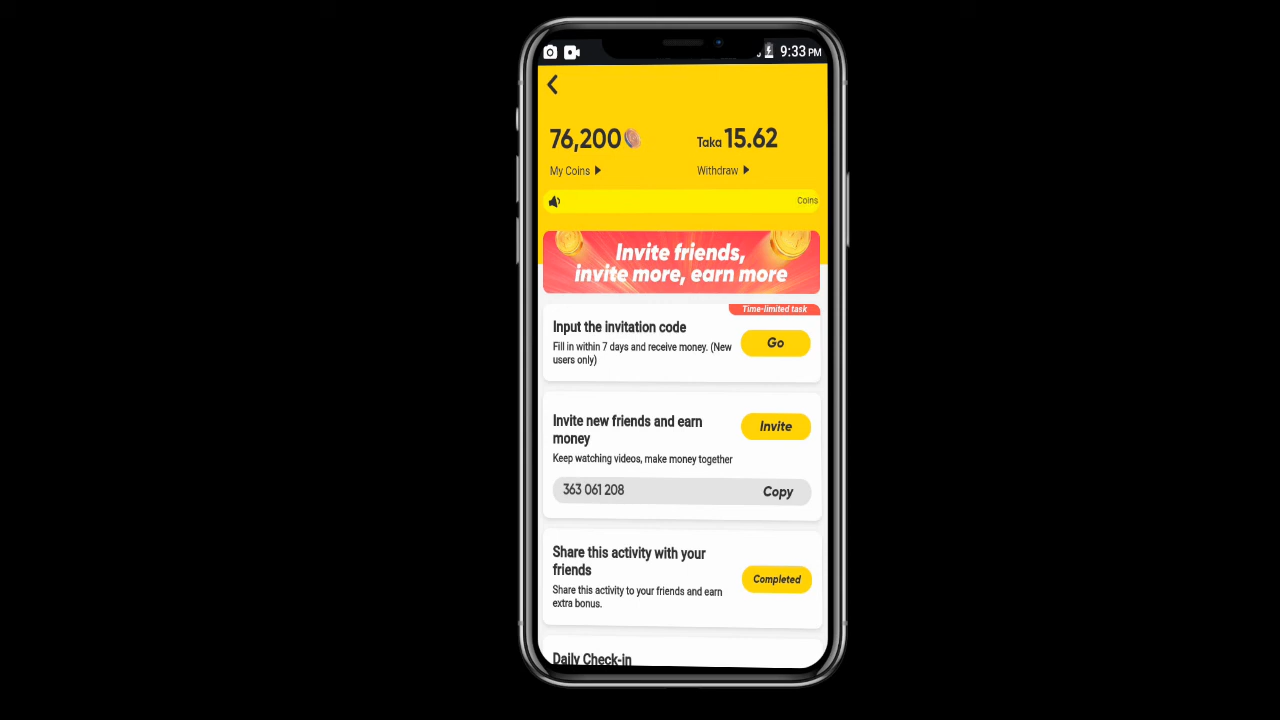 9:33 PM
76,200
Taka 15.62
My Coins
Withdraw
Coins
Invite friends,
invite more, earn more
Time-limited task
Input the invitation code
Go
Fill in within 7 days and receive money. (New
users only)
Invite new friends and earn
money
Invite
Keep watching videos, make money together
363 061 208
Copy
Share this activity with your
friends
Completed
Share this activity to your friends and earn
extra bonus.
Daily Check-in